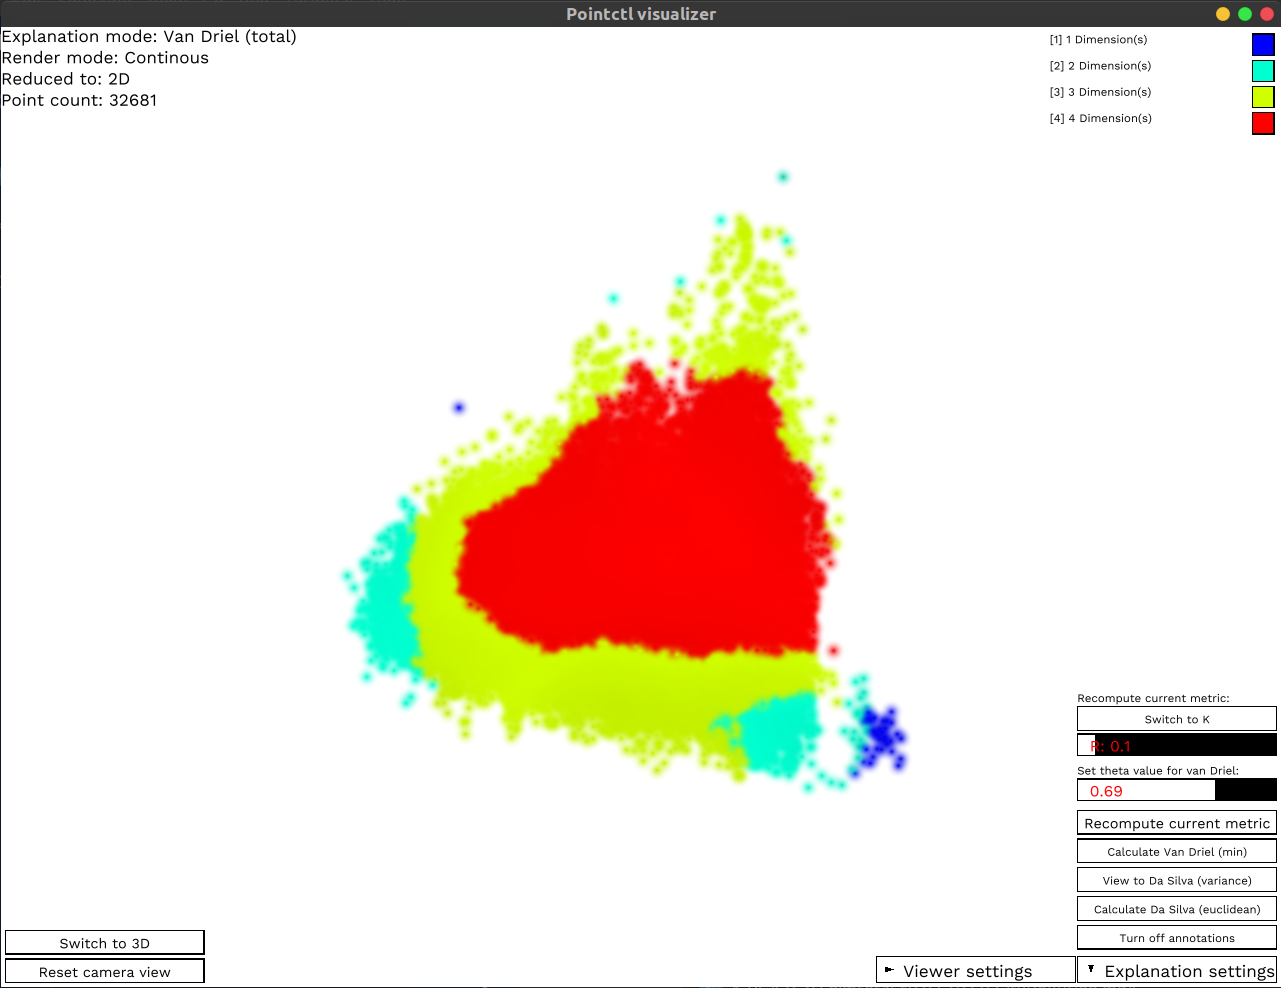 Pointctl visualizer
Explanation mode: Van Driel (total)
Render mode: Continous
Reduced to: 2D
Point count: 32681
[1] 1 Dimension(s)
[2] 2 Dimension(s)
[3] 3 Dimension(s)
[4] 4 Dimension(s)
Recompute current metric:
Switch to K
R: 0.1
Set theta value for van Driel:
0.69
Recompute current metric
Calculate Van Driel (min)
View to Da Silva (variance)
Calculate Da Silva (euclidean)
Turn off annotations
Switch to 3D
Reset camera view
Viewer settings
Explanation settings